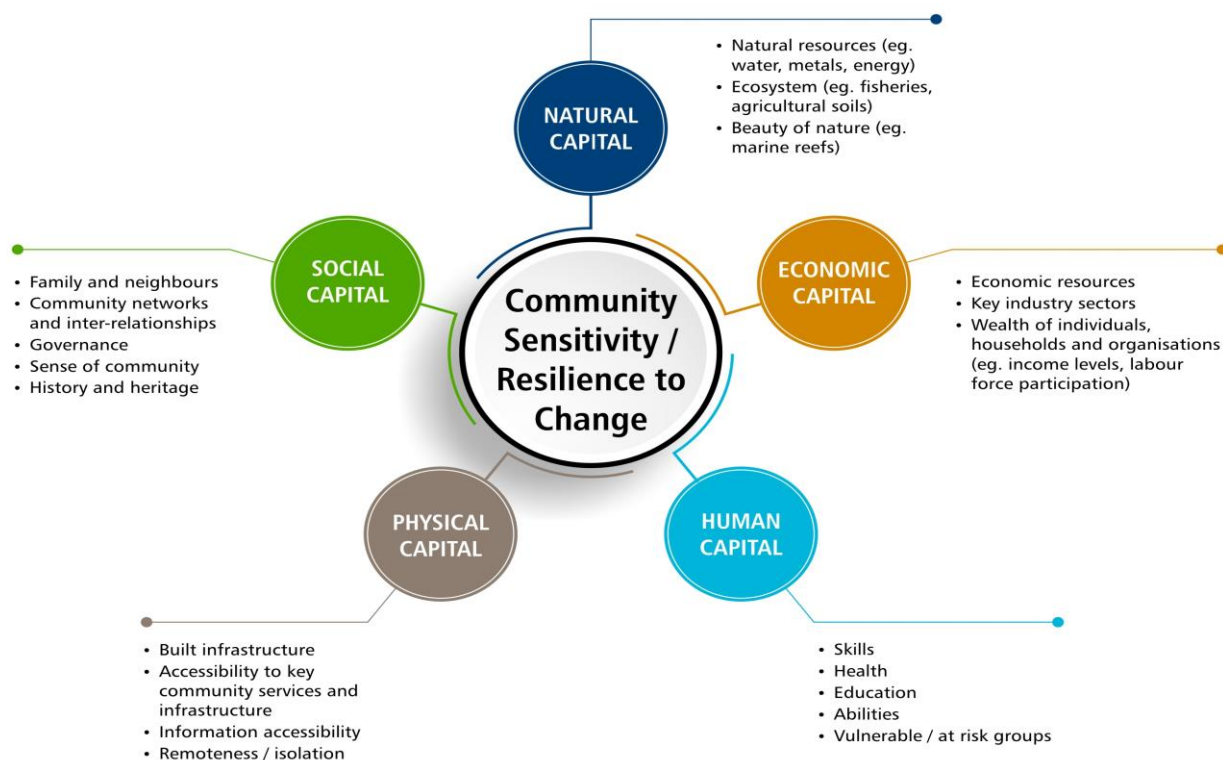 NATURAL
CAPITAL
• Natural resources (eg.
water, metals, energy)
• Ecosystem (eg. fisheries,
agricultural soils)
• Beauty of nature (eg.
marine reefs)
SOCIAL
CAPITAL
• Family and neighbours
• Community networks
and inter-relationships
• Governance
• Sense of community
• History and heritage
Community
Sensitivity /
Resilience to
Change
ECONOMIC
CAPITAL
• Economic resources
• Key industry sectors
• Wealth of individuals,
households and organisations
(eg. income levels, labour
force participation)
PHYSICAL
CAPITAL
• Built infrastructure
• Accessibility to key
community services and
infrastructure
• Information accessibility
• Remoteness / isolation
HUMAN
CAPITAL
• Skills
• Health
• Education
• Abilities
• Vulnerable / at risk groups